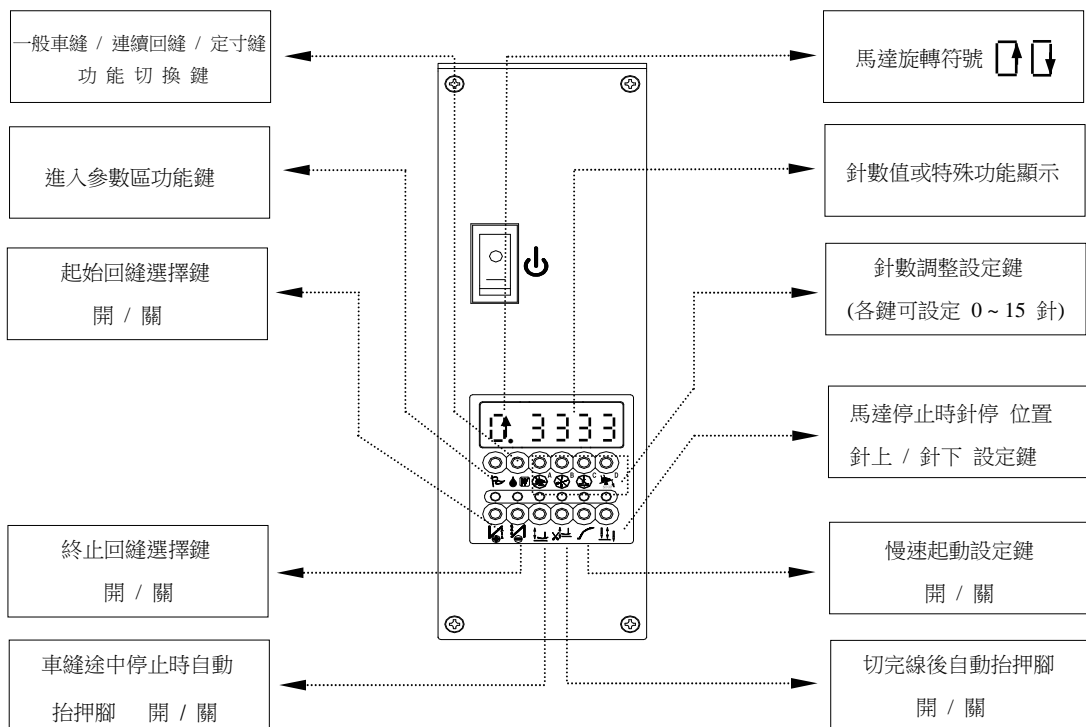 一般車縫 / 連續回縫 / 定寸縫
功 能 切 換 鍵
進入參數區功能鍵
起始回縫選擇鍵
開 / 關
終止回縫選擇鍵
開 / 關
車縫途中停止時自動
抬押腳 開 / 關
0. 3333
A B C D
馬達旋轉符號
針數值或特殊功能顯示
針數調整設定鍵
(各鍵可設定 0 ~ 15 針)
馬達停止時針停 位置
針上 / 針下 設定鍵
慢速起動設定鍵
開 / 關
切完線後自動抬押腳
開 / 關